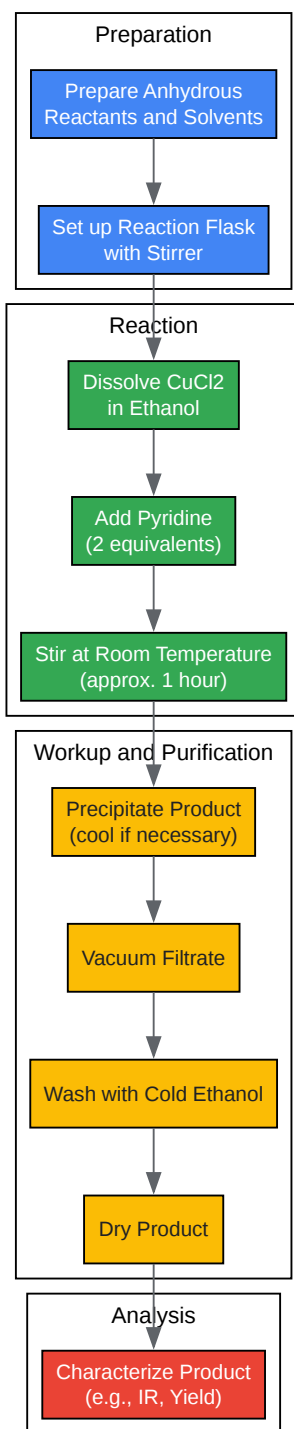 Preparation
Prepare Anhydrous
Reactants and Solvents
Set up Reaction Flask
with Stirrer
Reaction
Dissolve CuCl2
in Ethanol
Add Pyridine
(2 equivalents)
Stir at Room Temperature
(approx. 1 hour)
Workup and Purification
Precipitate Product
(cool if necessary)
Vacuum Filtrate
Wash with Cold Ethanol
Dry Product
Analysis
Characterize Product
(e.g., IR, Yield)